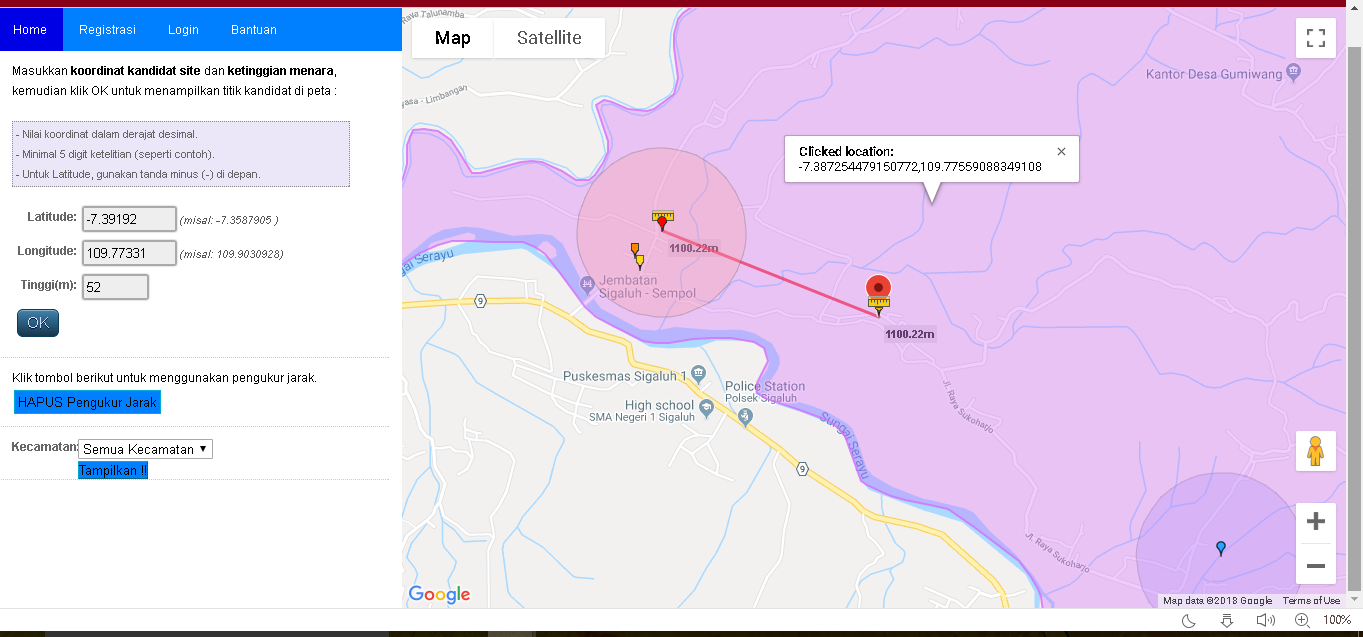 Home Registrasi Login Bantuan
Masukkan koordinat kandidat site dan ketinggian menara,
kemudian klik OK untuk menampilkan titik kandidat di peta :
- Nilai koordinat dalam derajat desimal.
- Minimal 5 digit ketelitian (seperti contoh).
- Untuk Latitude, gunakan tanda minus (-) di depan.
Latitude: -7.39192 (misal: -7.3587905 )
Longitude: 109.77331 (misal: 109.9030928)
Tinggi(m): 52
OK
Klik tombol berikut untuk menggunakan pengukur jarak.
HAPUS Pengukur Jarak
Kecamatan: Semua Kecamatan
Tampilkan !!
Raya Talunamba
Map Satellite
Kantor Desa Gumiwang
yasa - Limbangan
Clicked location:
-7.387254479150772,109.77559088349108
1100.22m
Sungai Serayu
Jembatan
Sigaluh - Sempol
9
1100.22m
Puskesmas Sigaluh 1
Police Station
Polsek Sigaluh
High school
SMA Negeri 1 Sigaluh
Jl. Raya Sukoharjo
Sungai Serayu
9
Jl. Raya Sukoharjo
Google
Map data ©2018 Google Terms of Use
100%